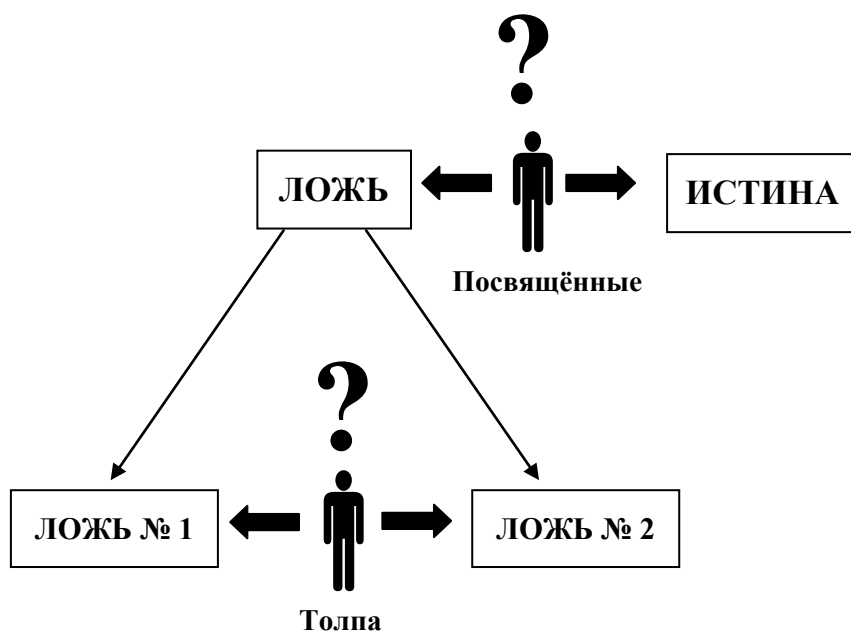 ?
ЛОЖЬ
ИСТИНА
Посвящённые
?
ЛОЖЬ № 1
ЛОЖЬ № 2
Толпа